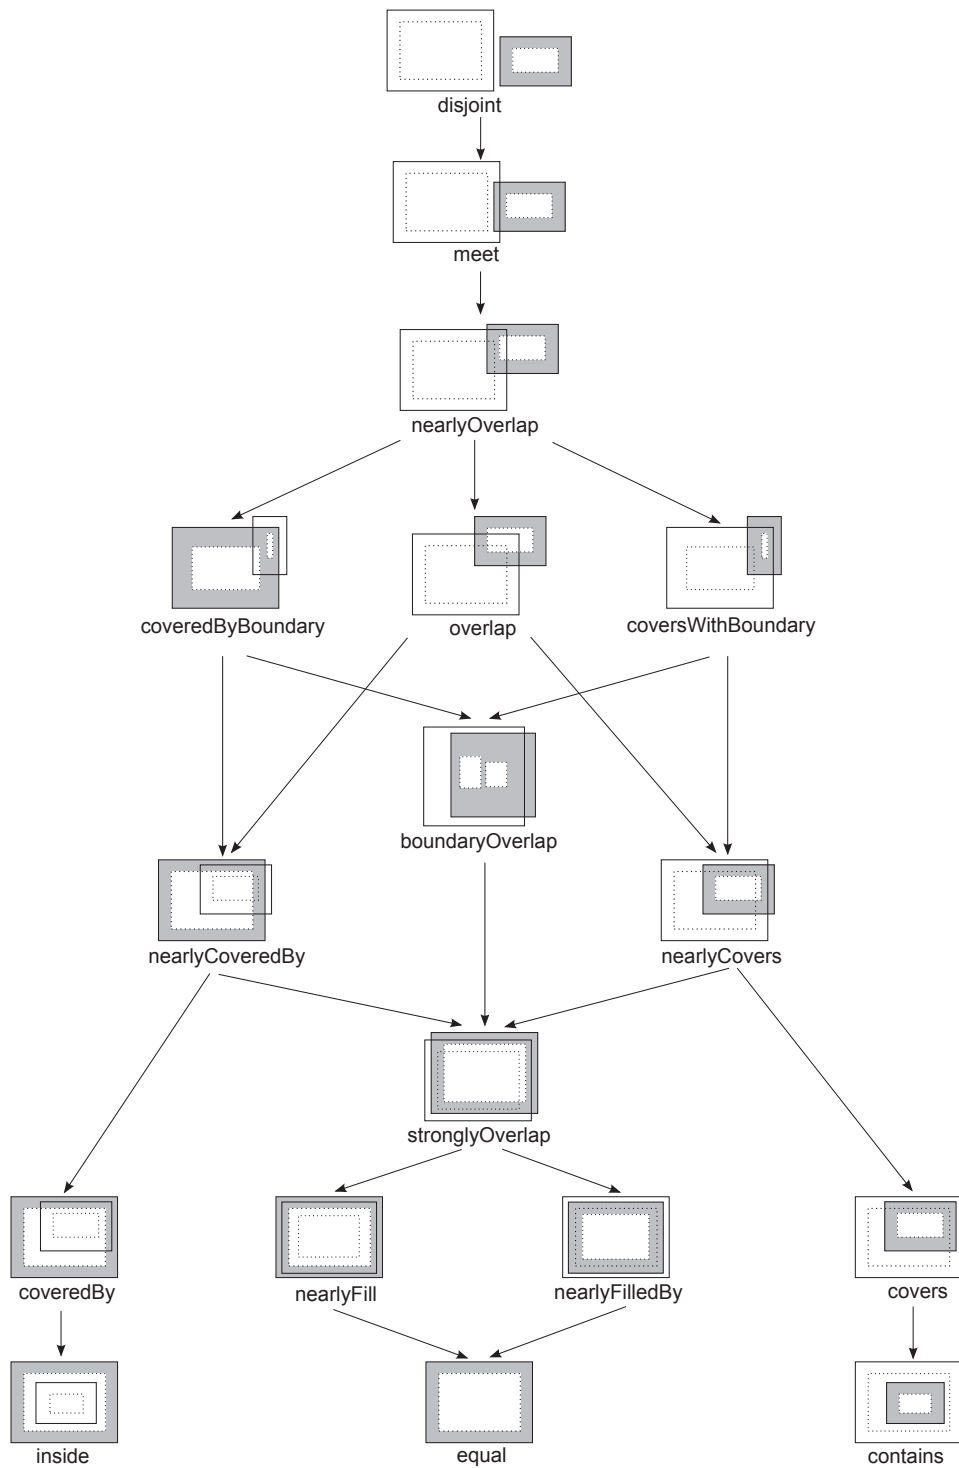 disjoint
meet
nearlyOverlap
coveredByBoundary
overlap
coversWithBoundary
boundaryOverlap
nearlyCoveredBy
nearlyCovers
stronglyOverlap
coveredBy
nearlyFill
nearlyFilledBy
covers
inside
equal
contains